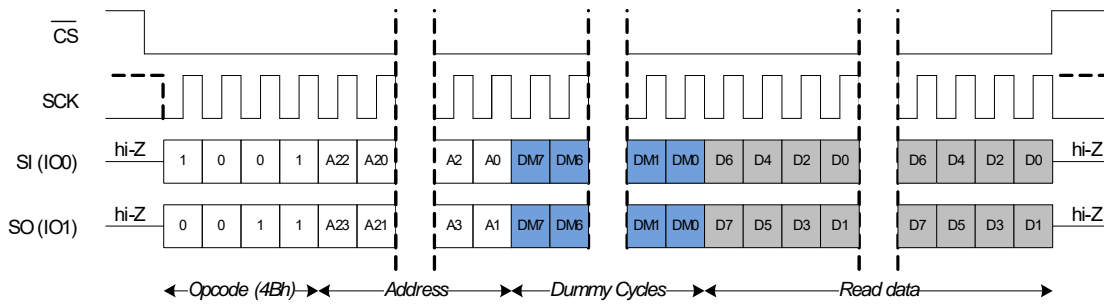 CS
SCK
SI (IO0) hi-Z 1 0 0 1 A22 A20 A2 A0 DM7 DM6 DM1 DM0 D6 D4 D2 D0 D6 D4 D2 D0 hi-Z
SO (IO1) hi-Z 0 0 1 1 A23 A21 A3 A1 DM7 DM6 DM1 DM0 D7 D5 D3 D1 D7 D5 D3 D1 hi-Z
Opcode (4Bh) Address Dummy Cycles Read data